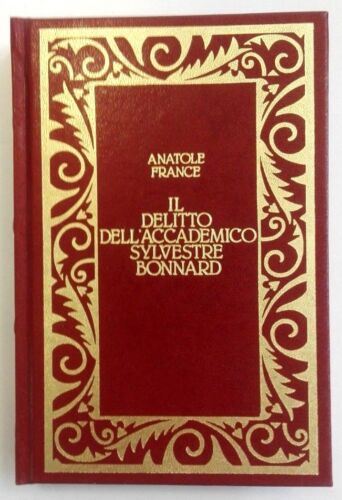 ANATOLE
FRANCE
IL
DELITTO
DELL'ACCADEMICO
SYLVESTRE
BONNARD